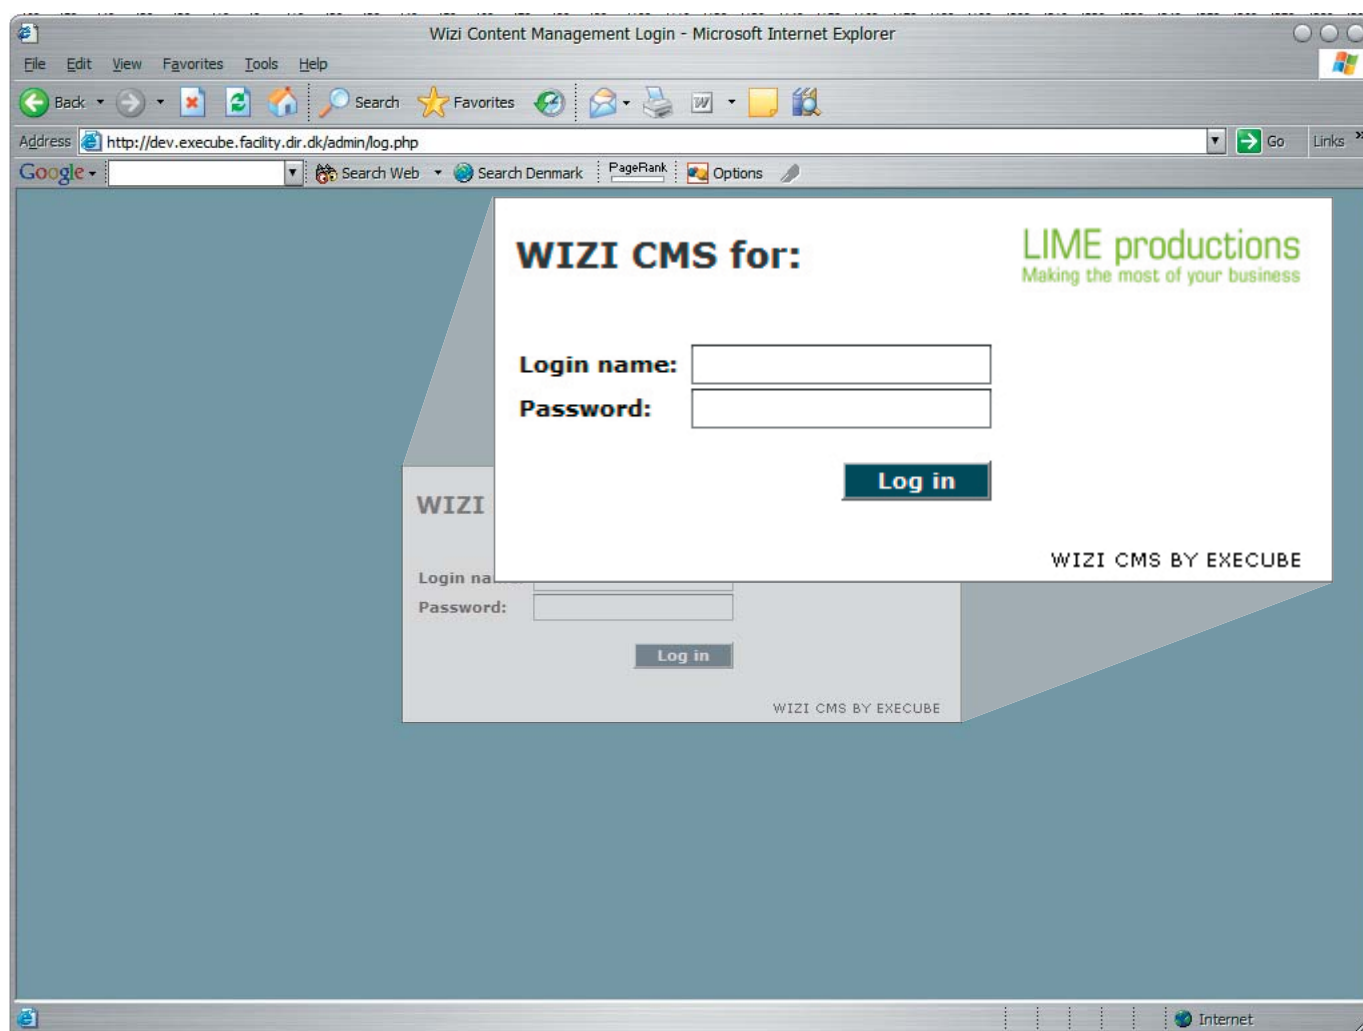 Wizi Content Management Login - Microsoft Internet Explorer
File Edit View Favorites Tools Help
Back Search Favorites
Address http://dev.execube.facility.dir.dk/admin/log.php Go Links »
Google Search Web Search Denmark PageRank Options
WIZI CMS for:
LIME productions
Making the most of your business
Login name:
Password:
Log in
WIZI CMS BY EXECUBE
WIZI
Login na
Password:
Log in
WIZI CMS BY EXECUBE
Internet